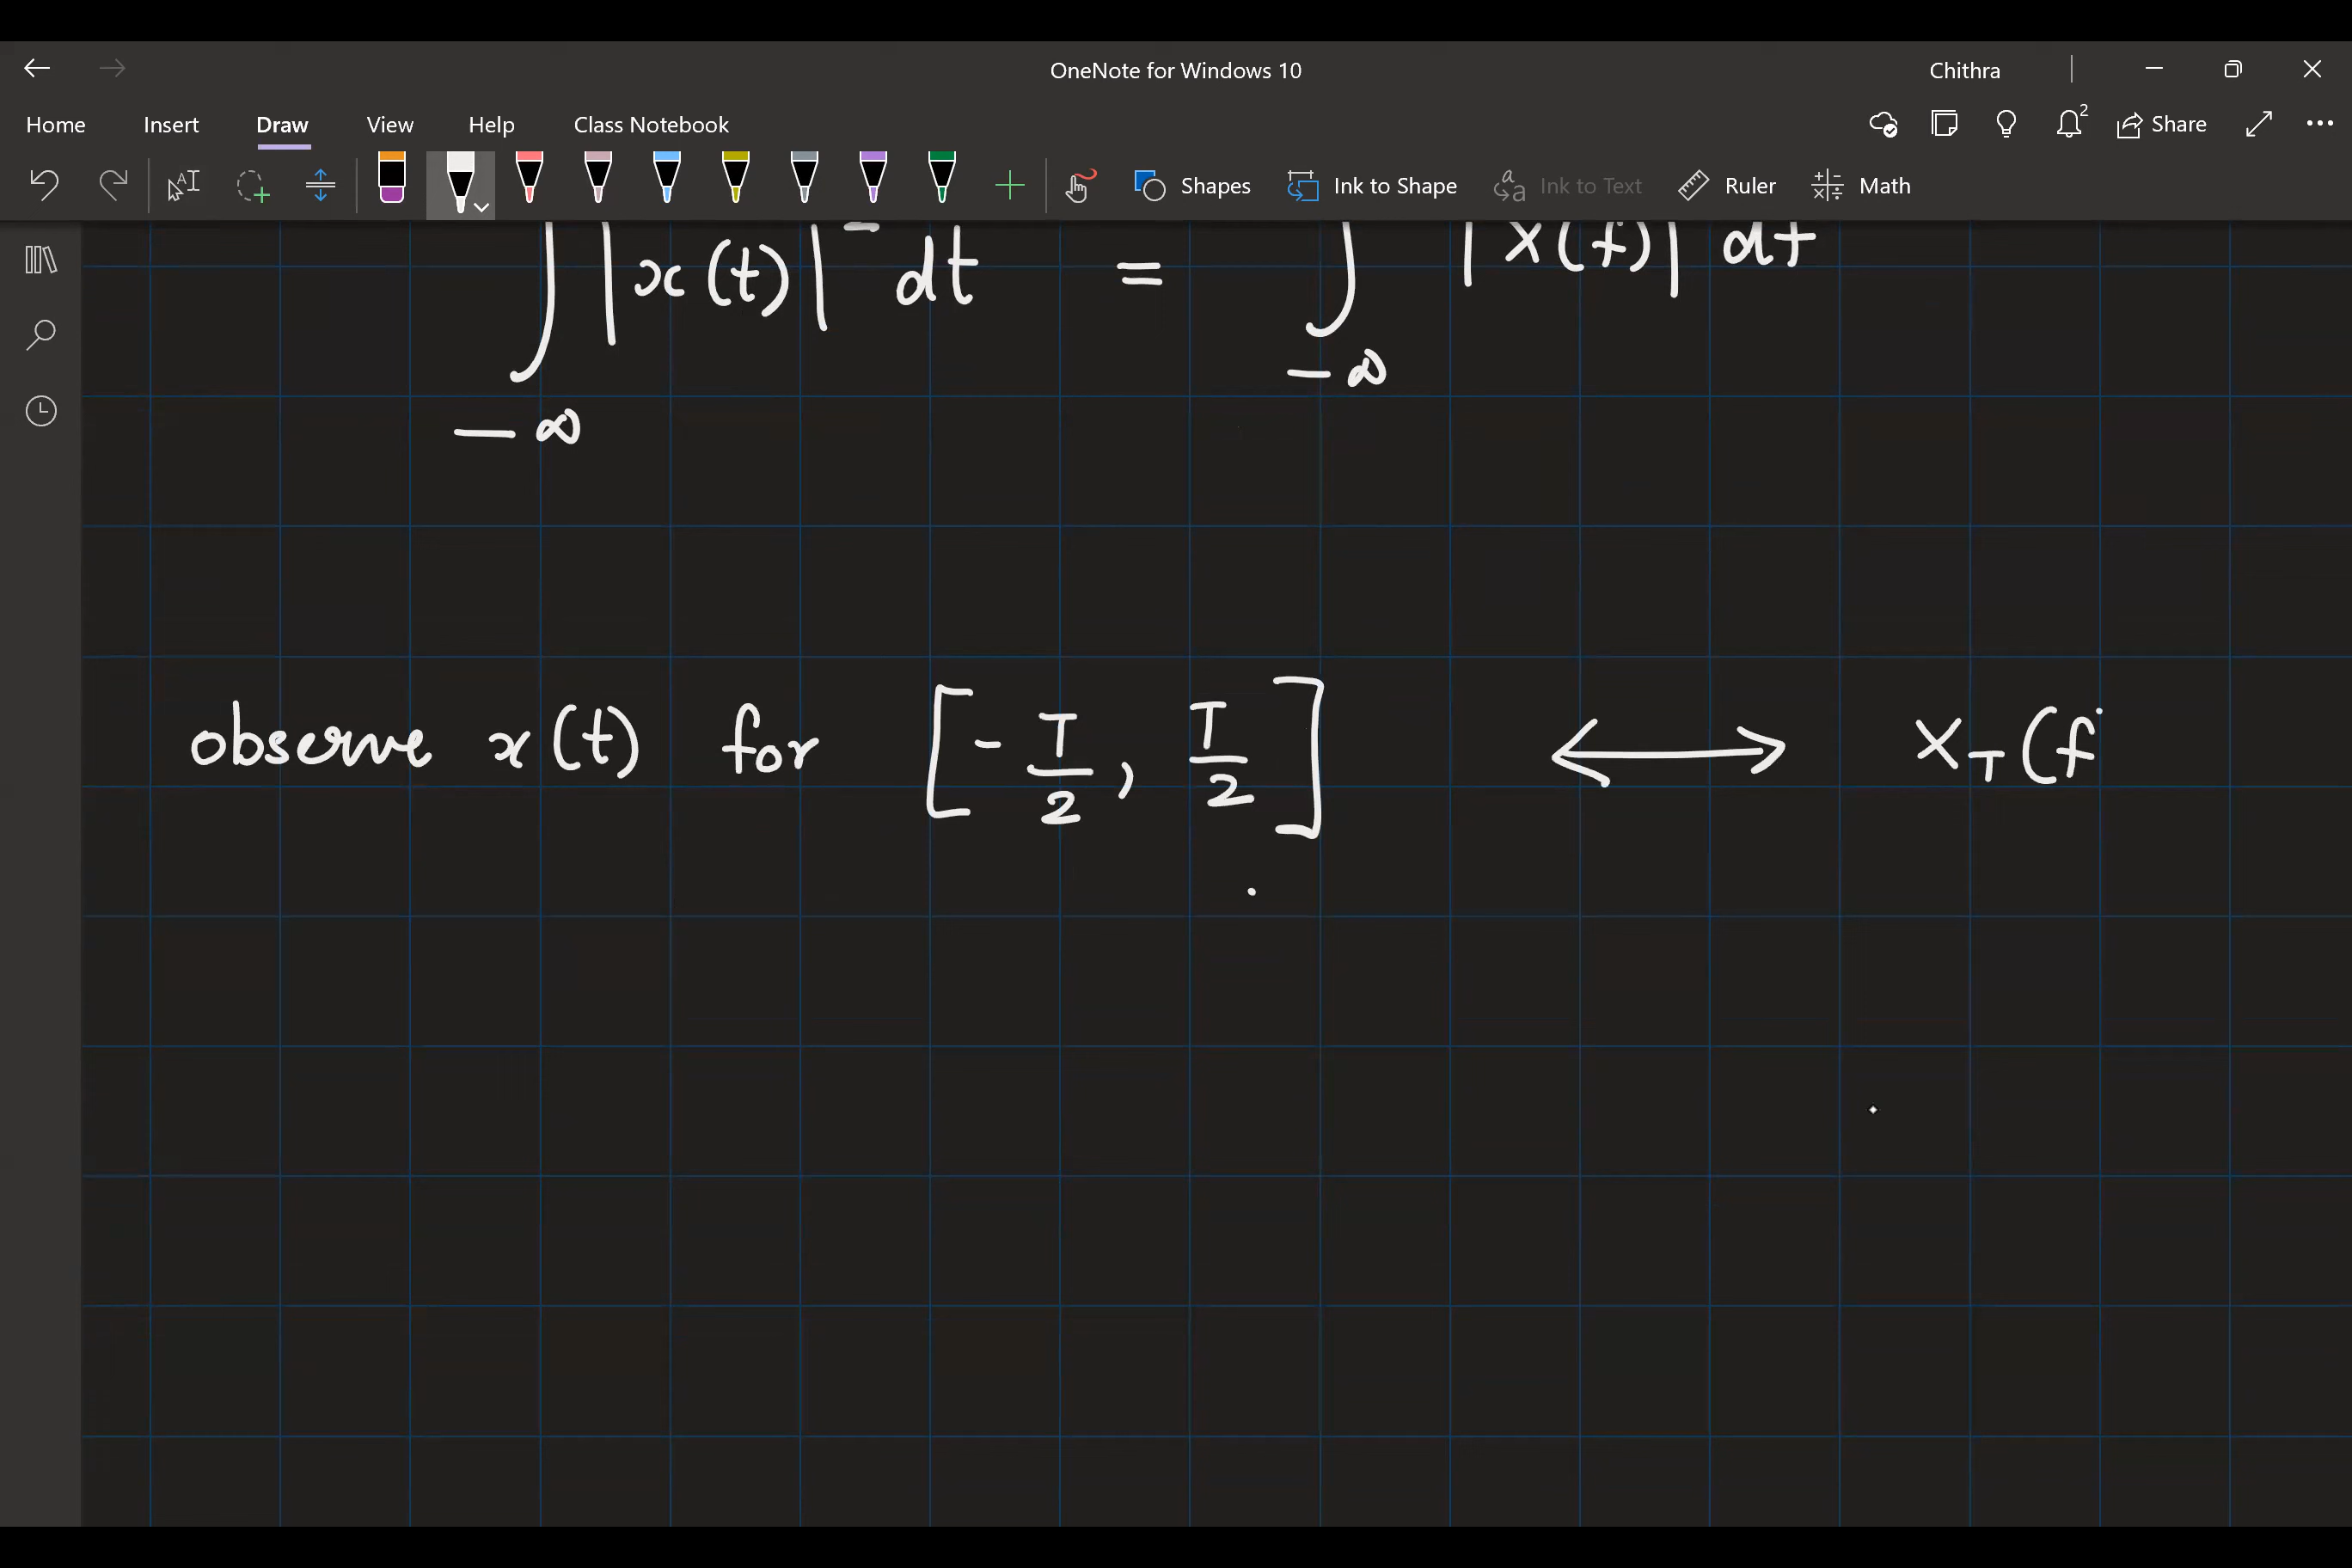 OneNote for Windows 10 Chithra
Home Insert Draw View Help Class Notebook 2 Share
Shapes Ink to Shape Ink to Text Ruler Math
∫ |x(t)| dt = ∫ |X(f)| df
-∞ -∞
observe x(t) for [-T/2, T/2] ⟷ X_T(f